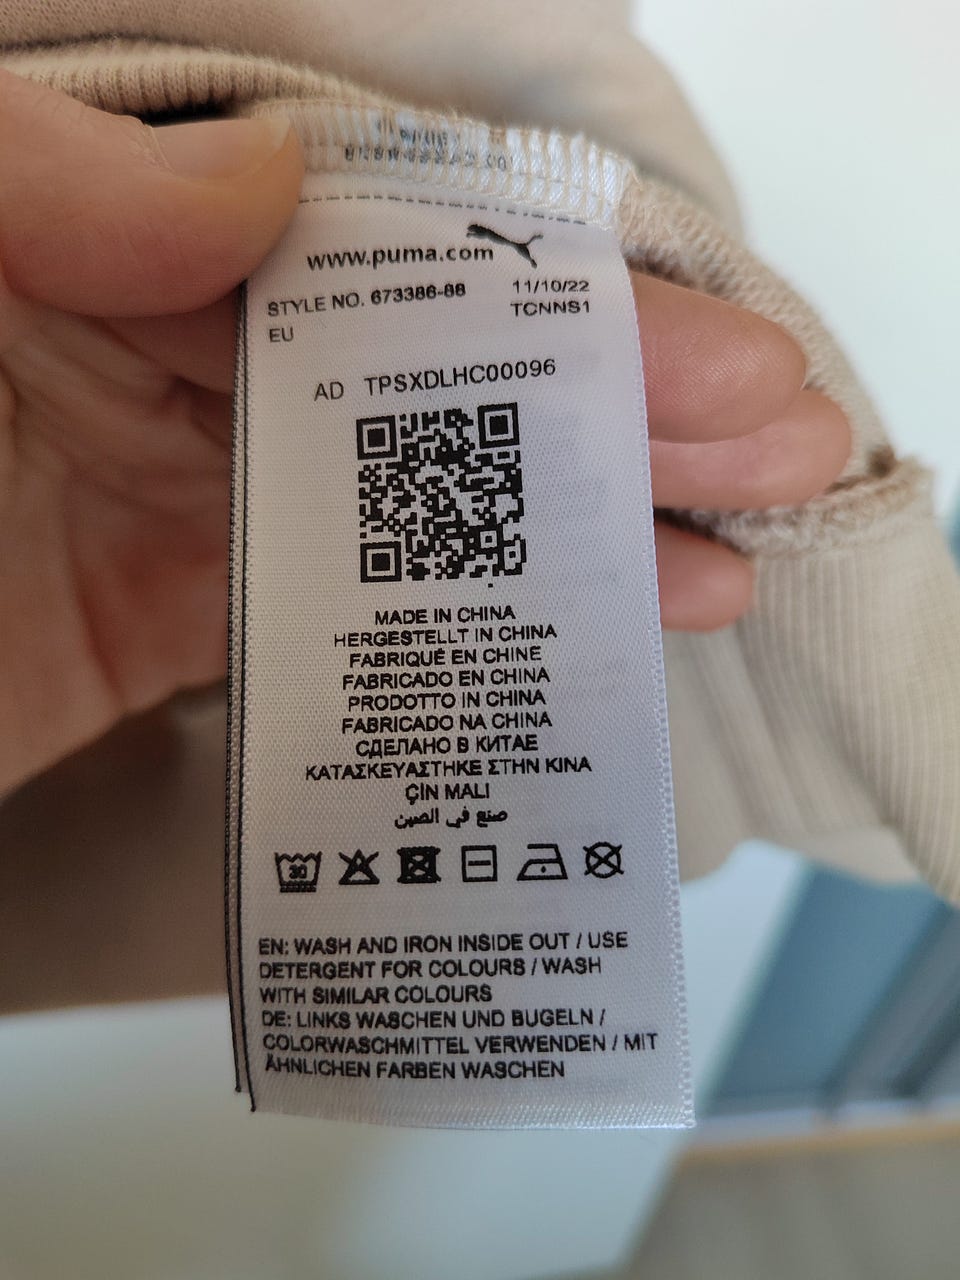 www.puma.com
STYLE NO. 673386-88 11/10/22
EU TCNNS1
AD TPSXDLHC00096
MADE IN CHINA
HERGESTELLT IN CHINA
FABRIQUÉ EN CHINE
FABRICADO EN CHINA
PRODOTTO IN CHINA
FABRICADO NA CHINA
СДЕЛАНО В КИТАЕ
ΚΑΤΑΣΚΕΥΑΣΤΗΚΕ ΣΤΗΝ ΚΙΝΑ
ÇIN MALI
صنع في الصين
30
EN: WASH AND IRON INSIDE OUT / USE
DETERGENT FOR COLOURS / WASH
WITH SIMILAR COLOURS
DE: LINKS WASCHEN UND BUGELN /
COLORWASCHMITTEL VERWENDEN / MIT
ÄHNLICHEN FARBEN WASCHEN